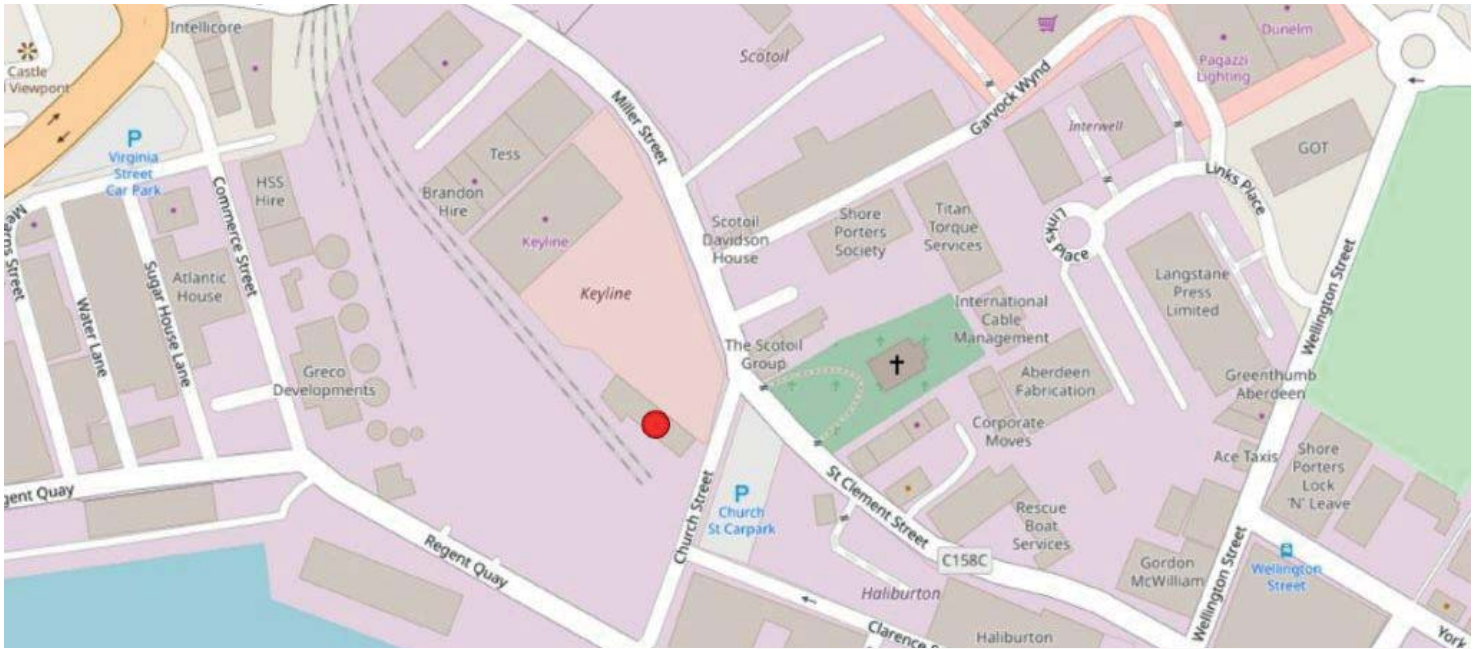 Intellicore
Castle
l Viewpont
P
Virginia
Street
Car Park
Mearns Street
Water Lane
Sugar House Lane
Commerce Street
Atlantic
House
HSS
Hire
Greco
Developments
gent Quay
Regent Quay
Tess
Brandon
Hire
Keyline
Keyline
Miller Street
Scotoil
Scotoil
Davidson
House
The Scotoil
Group
Church Street
P
Church
St Carpark
Garvock Wynd
Shore
Porters
Society
Titan
Torque
Services
International
Cable
Management
Aberdeen
Fabrication
Corporate
Moves
St Clement Street
C158C
Rescue
Boat
Services
Haliburton
Haliburton
Clarence S
Dunelm
Pagazzi
Lighting
Interwell
GOT
Links Place
Links
Place
Langstane
Press
Limited
Greenthumb
Aberdeen
Ace Taxis
Shore
Porters
Lock
'N' Leave
Wellington Street
Wellington Street
Gordon
McWilliam
Wellington
Street
York